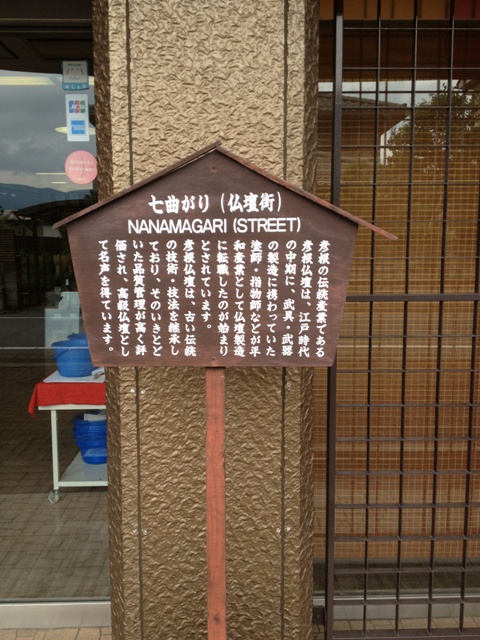 七曲がり（仏壇街）
NANAMAGARI (STREET)
彦根の伝統産業である
彦根仏壇は、江戸時代
の中期に、武具・武器
の製造に携わっていた
塗師・指物師などが平
和産業として仏壇製造
に転職したのが始まり
とされています。
彦根仏壇は、古い伝統
の技術・技法を継承し
ており、そのいきとど
いた品質管理が高く評
価され、高級仏壇とし
て名声を得ています。
JCB